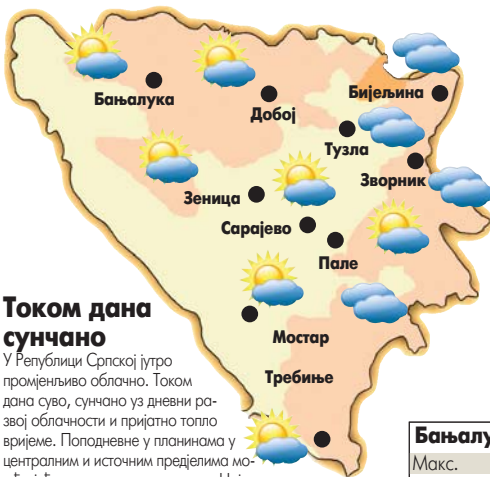 Бањалука
Добој
Бијељина
Тузла
Зворник
Зеница
Сарајево
Пале
Мостар
Требиње
Током дана
сунчано
У Републици Српској јутро
промјенљиво облачно. Током
дана суво, сунчано уз дневни ра-
звој облачности и пријатно топло
вријеме. Поподневне у планинама у
централним и источним предјелима мо-
Бањалу
Макс.